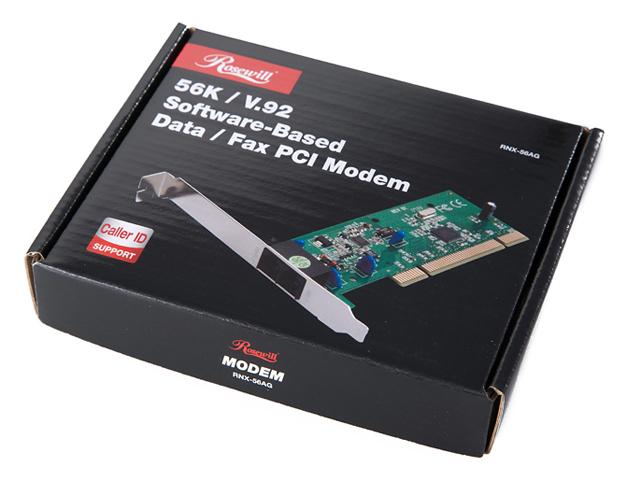 Rosewill
56K / V.92
Software-Based
Data / Fax PCI Modem
RNX-56AG
Caller ID
SUPPORT
Rosewill
MODEM
RNX-56AG